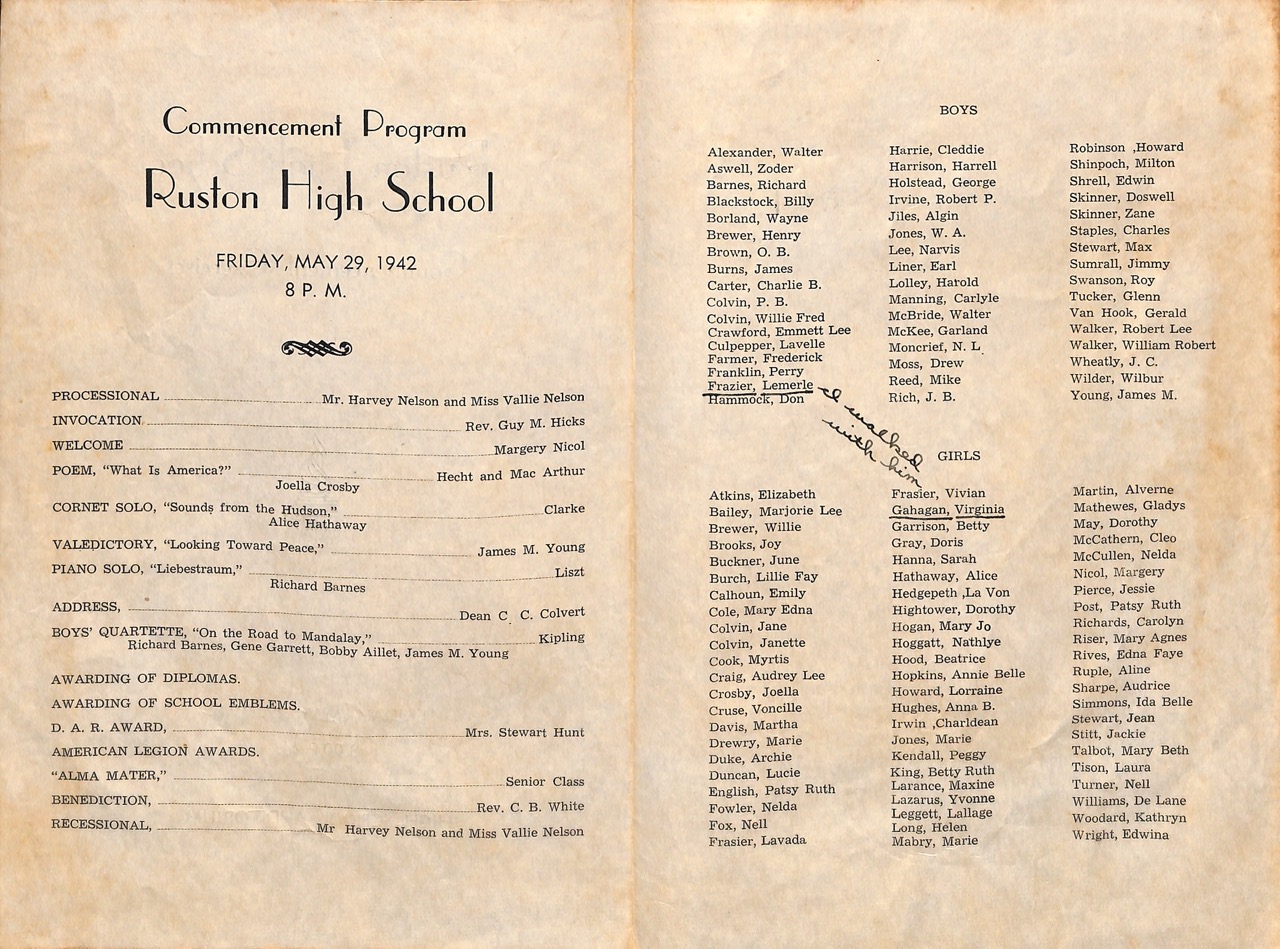 Commencement Program
Ruston High School
FRIDAY, MAY 29, 1942
8 P. M.
PROCESSIONAL ... Mr. Harvey Nelson and Miss Vallie Nelson
INVOCATION ... Rev. Guy M. Hicks
WELCOME ... Margery Nicol
POEM, "What Is America?" ... Hecht and Mac Arthur
Joella Crosby
CORNET SOLO, "Sounds from the Hudson," ... Clarke
Alice Hathaway
VALEDICTORY, "Looking Toward Peace," ... James M. Young
PIANO SOLO, "Liebestraum," ... Liszt
Richard Barnes
ADDRESS, ... Dean C. C. Colvert
BOYS' QUARTETTE, "On the Road to Mandalay," ... Kipling
Richard Barnes, Gene Garrett, Bobby Aillet, James M. Young
AWARDING OF DIPLOMAS.
AWARDING OF SCHOOL EMBLEMS.
D. A. R. AWARD, ... Mrs. Stewart Hunt
AMERICAN LEGION AWARDS.
"ALMA MATER," ... Senior Class
BENEDICTION, ... Rev. C. B. White
RECESSIONAL, ... Mr Harvey Nelson and Miss Vallie Nelson
BOYS
Alexander, Walter
Aswell, Zoder
Barnes, Richard
Blackstock, Billy
Borland, Wayne
Brewer, Henry
Brown, O. B.
Burns, James
Carter, Charlie B.
Colvin, P. B.
Colvin, Willie Fred
Crawford, Emmett Lee
Culpepper, Lavelle
Farmer, Frederick
Franklin, Perry
Frazier, Lemerle
Hammock, Don
I walked
with him
Harrie, Cleddie
Harrison, Harrell
Holstead, George
Irvine, Robert P.
Jiles, Algin
Jones, W. A.
Lee, Narvis
Liner, Earl
Lolley, Harold
Manning, Carlyle
McBride, Walter
McKee, Garland
Moncrief, N. L.
Moss, Drew
Reed, Mike
Rich, J. B.
Robinson ,Howard
Shinpoch, Milton
Shrell, Edwin
Skinner, Doswell
Skinner, Zane
Staples, Charles
Stewart, Max
Sumrall, Jimmy
Swanson, Roy
Tucker, Glenn
Van Hook, Gerald
Walker, Robert Lee
Walker, William Robert
Wheatly, J. C.
Wilder, Wilbur
Young, James M.
GIRLS
Atkins, Elizabeth
Bailey, Marjorie Lee
Brewer, Willie
Brooks, Joy
Buckner, June
Burch, Lillie Fay
Calhoun, Emily
Cole, Mary Edna
Colvin, Jane
Colvin, Janette
Cook, Myrtis
Craig, Audrey Lee
Crosby, Joella
Cruse, Voncille
Davis, Martha
Drewry, Marie
Duke, Archie
Duncan, Lucie
English, Patsy Ruth
Fowler, Nelda
Fox, Nell
Frasier, Lavada
Frasier, Vivian
Gahagan, Virginia
Garrison, Betty
Gray, Doris
Hanna, Sarah
Hathaway, Alice
Hedgepeth ,La Von
Hightower, Dorothy
Hogan, Mary Jo
Hoggatt, Nathlye
Hood, Beatrice
Hopkins, Annie Belle
Howard, Lorraine
Hughes, Anna B.
Irwin ,Charldean
Jones, Marie
Kendall, Peggy
King, Betty Ruth
Larance, Maxine
Lazarus, Yvonne
Leggett, Lallage
Long, Helen
Mabry, Marie
Martin, Alverne
Mathewes, Gladys
May, Dorothy
McCathern, Cleo
McCullen, Nelda
Nicol, Margery
Pierce, Jessie
Post, Patsy Ruth
Richards, Carolyn
Riser, Mary Agnes
Rives, Edna Faye
Ruple, Aline
Sharpe, Audrice
Simmons, Ida Belle
Stewart, Jean
Stitt, Jackie
Talbot, Mary Beth
Tison, Laura
Turner, Nell
Williams, De Lane
Woodard, Kathryn
Wright, Edwina